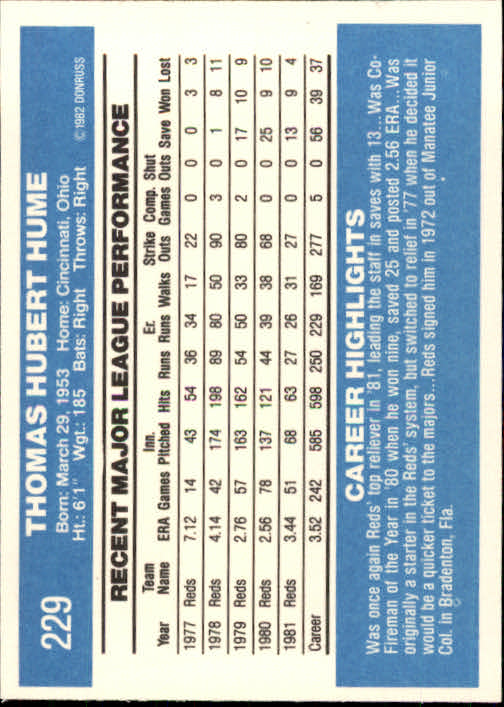 229 THOMAS HUBERT HUME
Born: March 29, 1953 Home: Cincinnati, Ohio
Ht.: 6'1" Wgt.: 185 Bats: Right Throws: Right ©1982 DONRUSS
RECENT MAJOR LEAGUE PERFORMANCE
Team Inn. Er. Strike Comp. Shut
Year Name ERA Games Pitched Hits Runs Runs Walks Outs Games Outs Save Won Lost
1977 Reds 7.12 14 43 54 36 34 17 22 0 0 0 3 3
1978 Reds 4.14 42 174 198 89 80 50 90 3 0 1 8 11
1979 Reds 2.76 57 163 162 54 50 33 80 2 0 17 10 9
1980 Reds 2.56 78 137 121 44 39 38 68 0 0 25 9 10
1981 Reds 3.44 51 68 63 27 26 31 27 0 0 13 9 4
Career 3.52 242 585 598 250 229 169 277 5 0 56 39 37
CAREER HIGHLIGHTS
Was once again Reds' top reliever in '81, leading the staff in saves with 13...Was Co-
Fireman of the Year in '80 when he won nine, saved 25 and posted 2.56 ERA...Was
originally a starter in the Reds' system, but switched to relief in '77 when he decided it
would be a quicker ticket to the majors...Reds signed him in 1972 out of Manatee Junior
Col. in Bradenton, Fla.